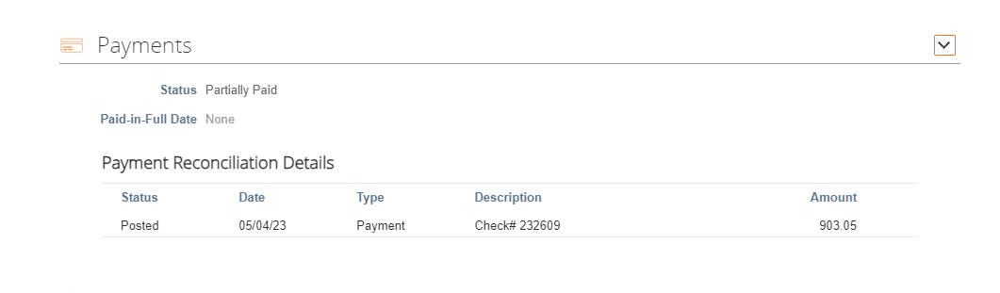 Payments
Status Partially Paid
Paid-in-Full Date None
Payment Reconciliation Details
Status Date Type Description Amount
Posted 05/04/23 Payment Check# 232609 903.05